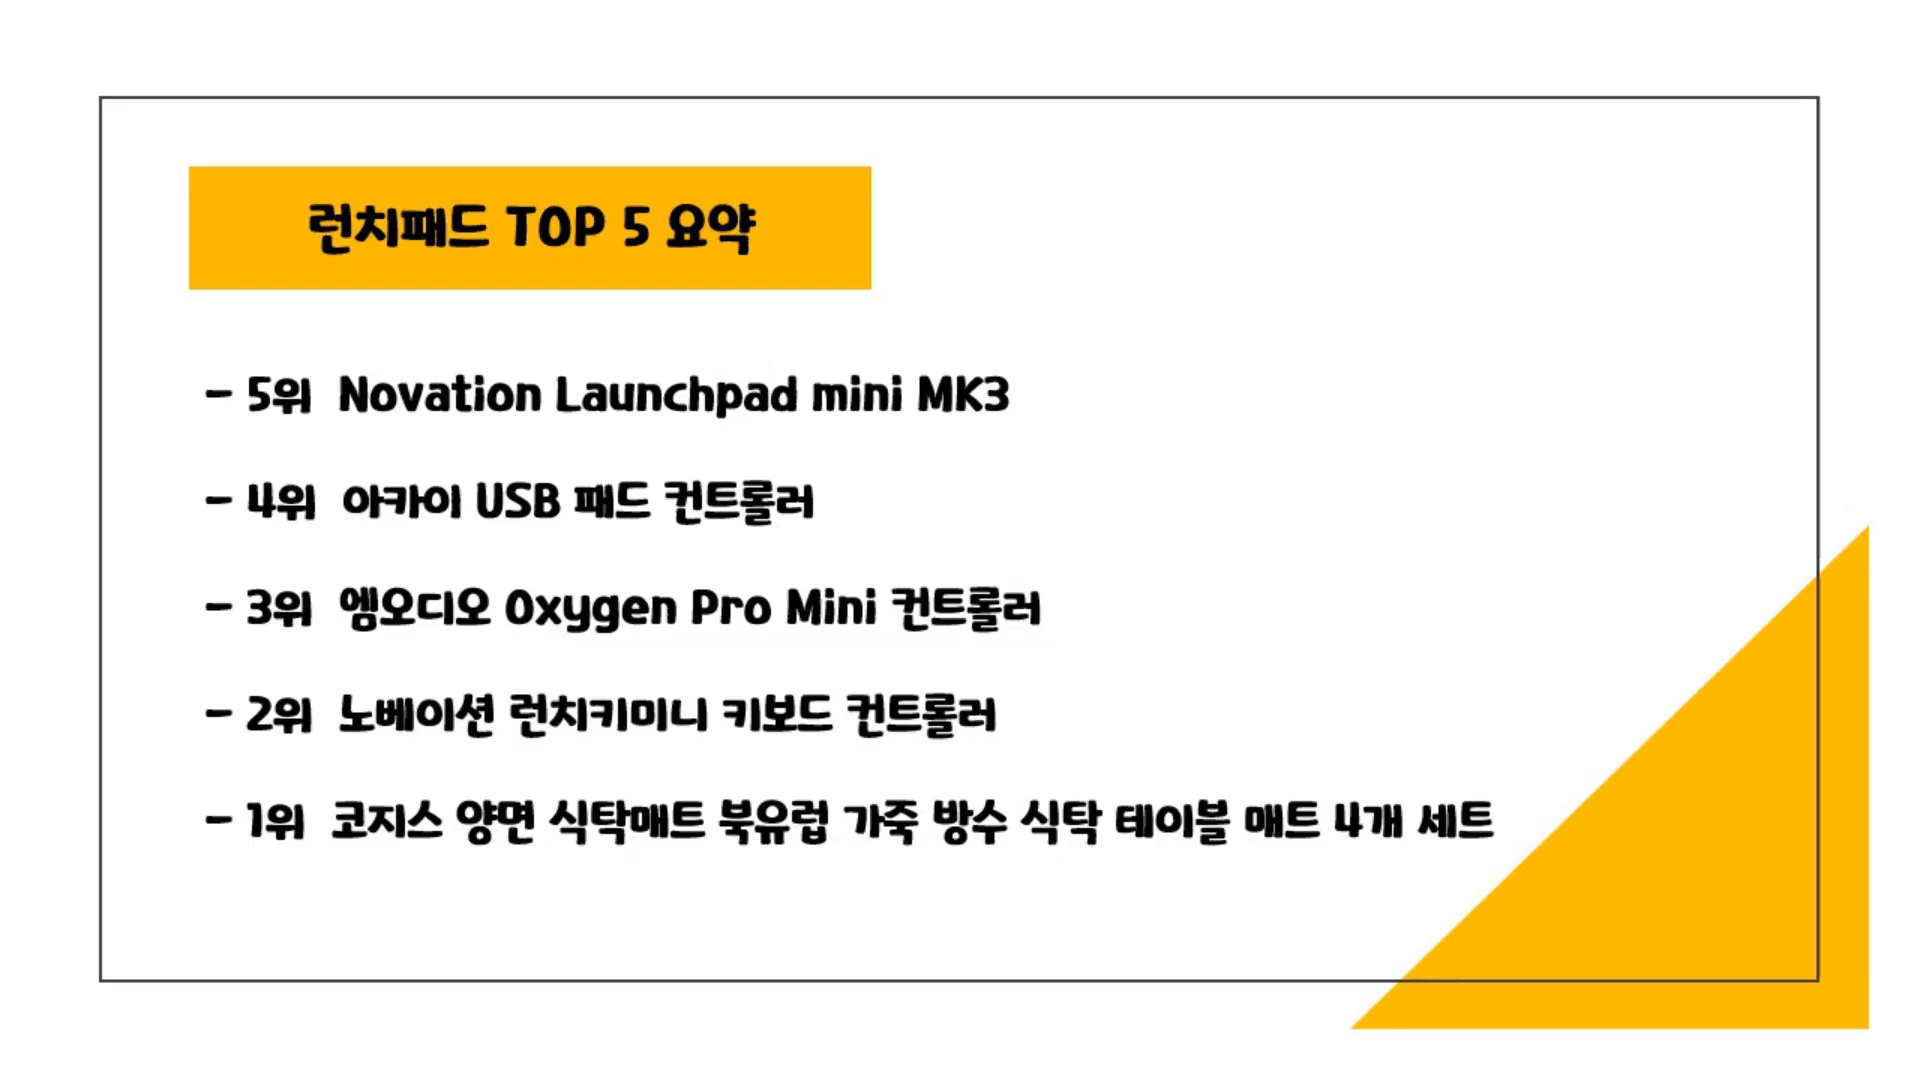 런치패드 TOP 5 요약
- 5위 Novation Launchpad mini MK3
- 4위 아카이 USB 패드 컨트롤러
- 3위 엠오디오 Oxygen Pro Mini 컨트롤러
- 2위 노베이션 런치키미니 키보드 컨트롤러
- 1위 코지스 양면 식탁매트 북유럽 가죽 방수 식탁 테이블 매트 4개 세트